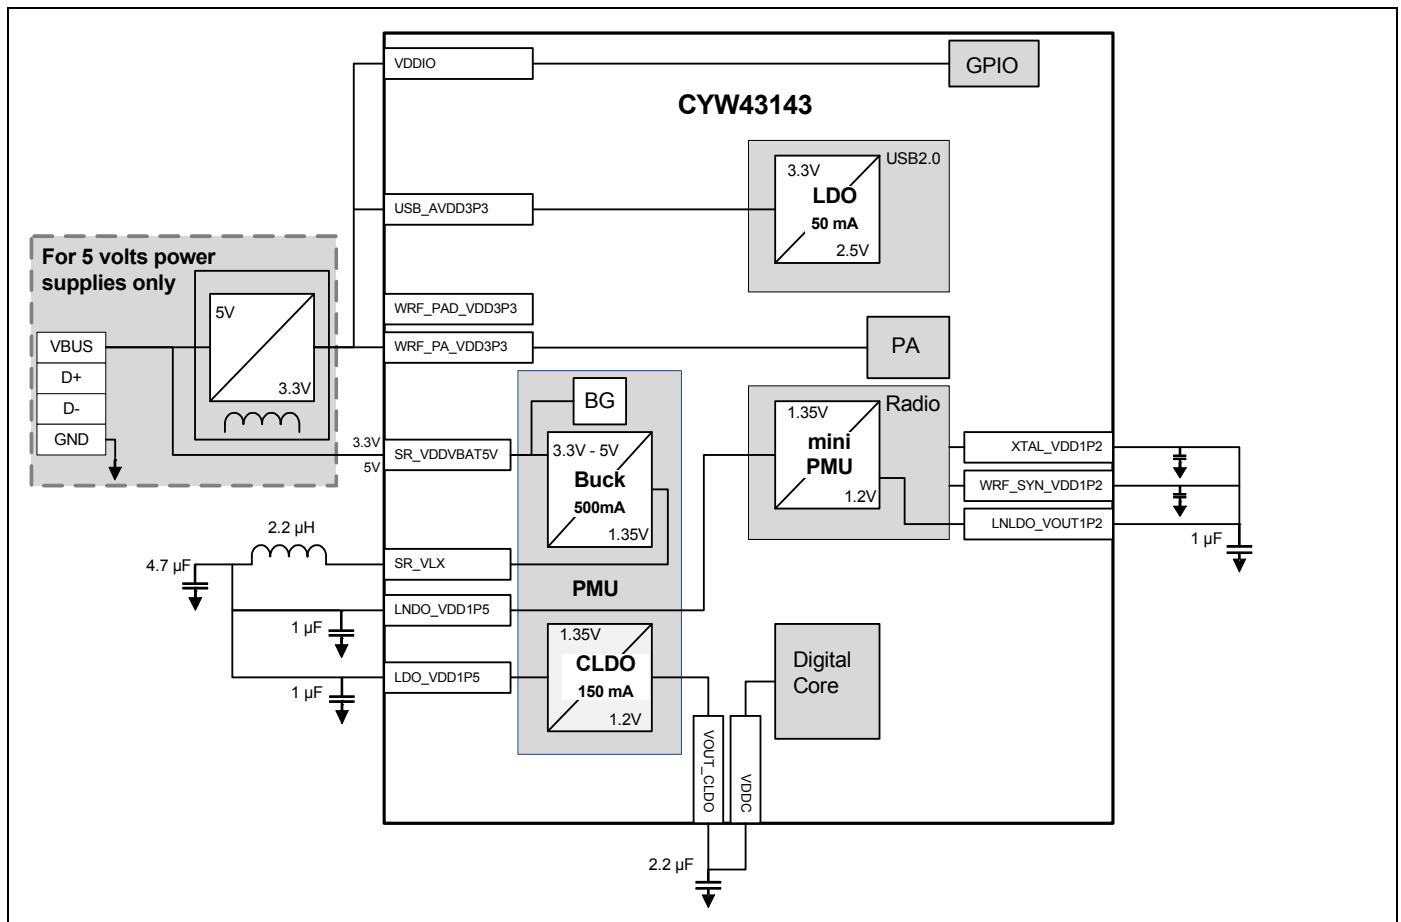 VDDIO
GPIO
CYW43143
USB2.0
3.3V
LDO
50 mA
2.5V
USB_AVDD3P3
For 5 volts power
supplies only
5V
3.3V
WRF_PAD_VDD3P3
WRF_PA_VDD3P3
PA
VBUS
D+
D-
GND
BG
3.3V
5V
SR_VDDVBAT5V
3.3V - 5V
Buck
500mA
1.35V
Radio
1.35V
mini
PMU
1.2V
XTAL_VDD1P2
WRF_SYN_VDD1P2
LNLDO_VOUT1P2
1 µF
2.2 µH
4.7 µF
SR_VLX
PMU
LNDO_VDD1P5
1 µF
LDO_VDD1P5
1 µF
1.35V
CLDO
150 mA
1.2V
Digital
Core
VOUT_CLDO
VDDC
2.2 µF